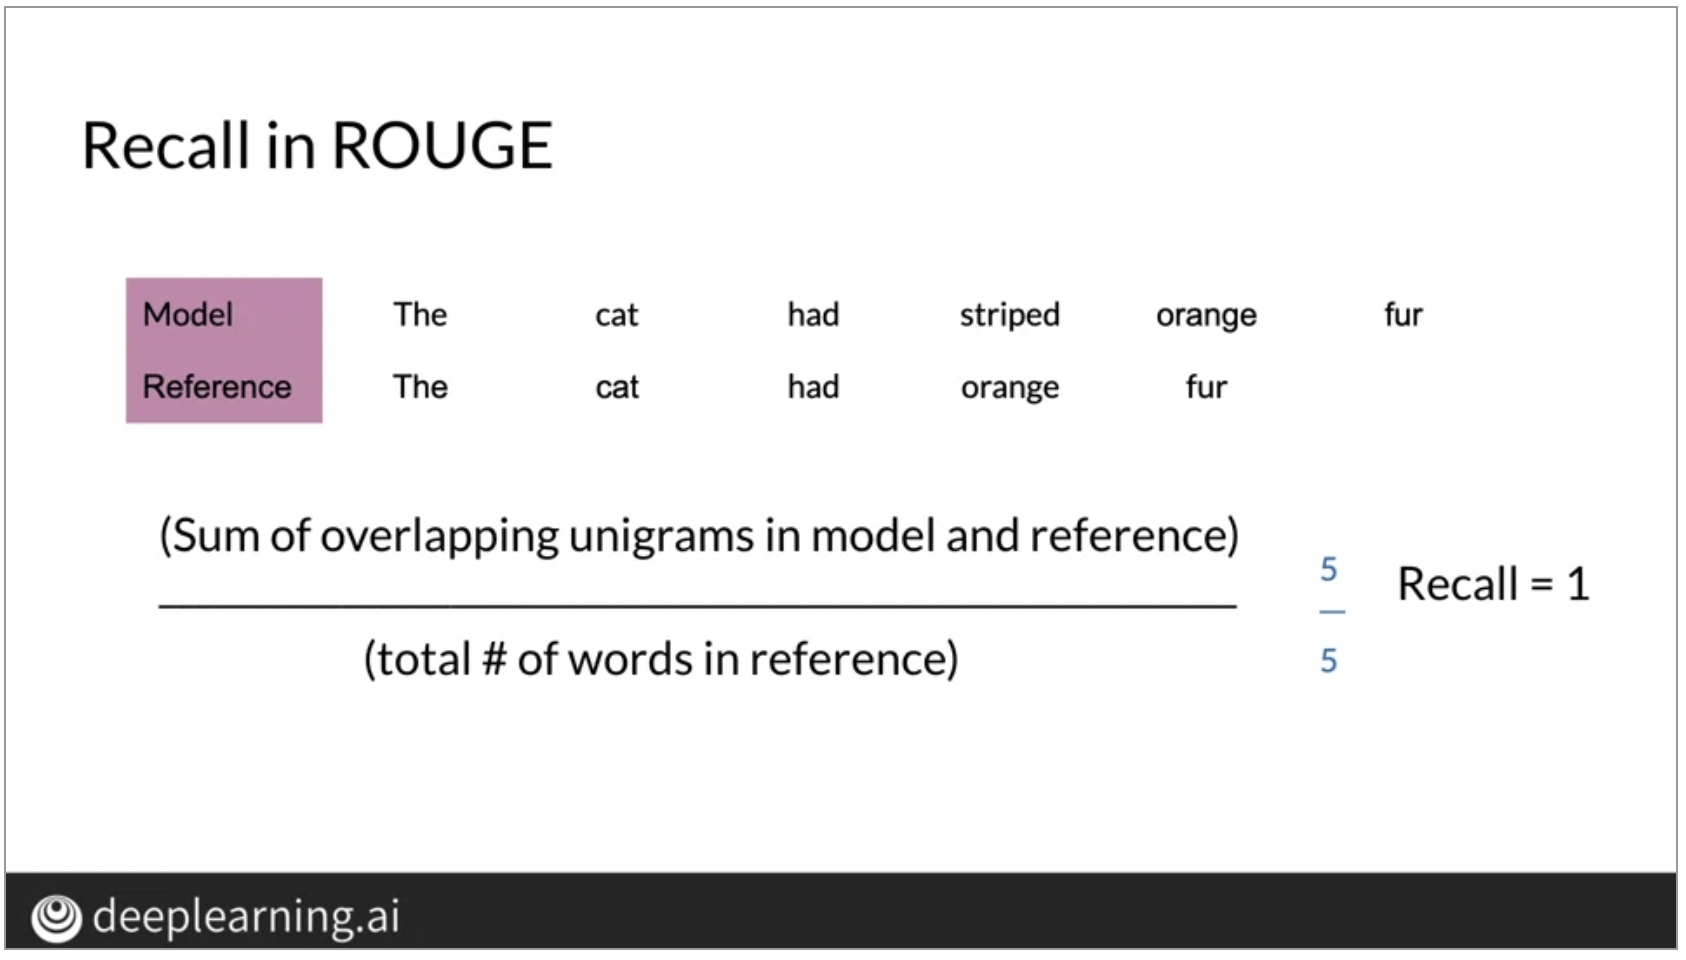 Recall in ROUGE
Model The cat had striped orange fur
Reference The cat had orange fur
(Sum of overlapping unigrams in model and reference)
(total # of words in reference)
5
5
Recall = 1
deeplearning.ai